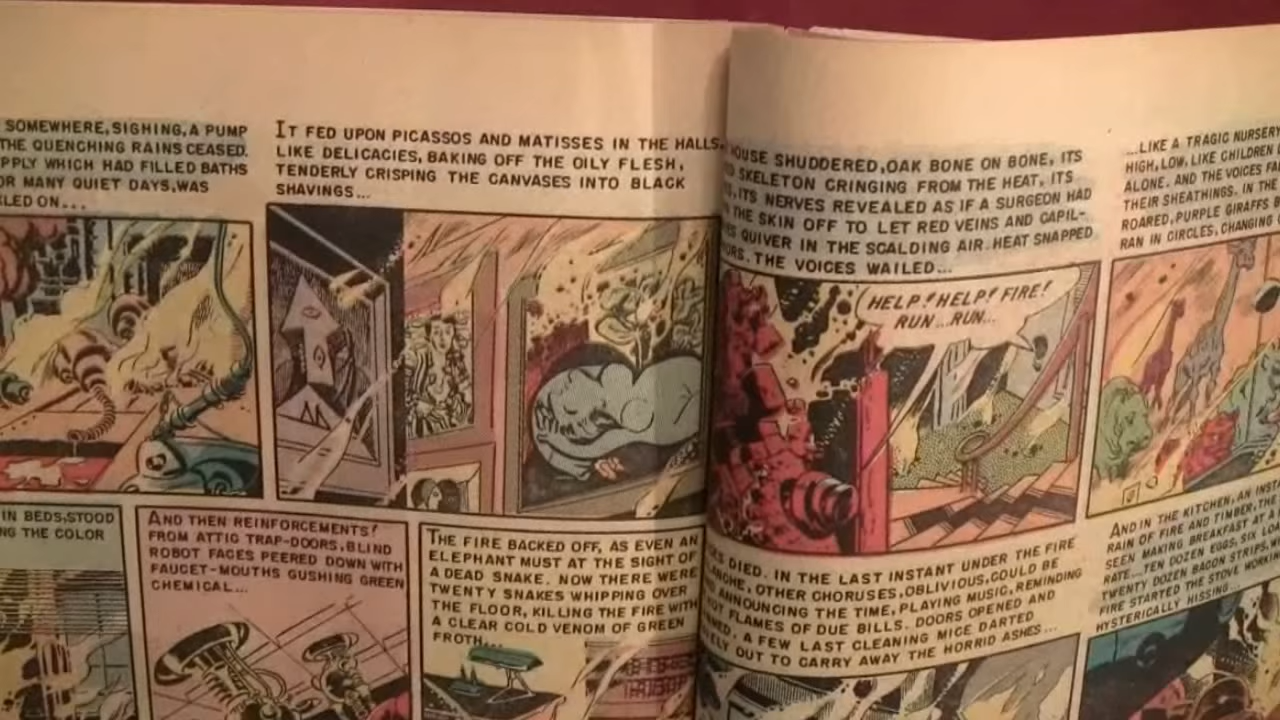 SOMEWHERE, SIGHING, A PUMP
THE QUENCHING RAINS CEASED.
WHICH HAD FILLED BATHS
MANY QUIET DAYS, WAS
ON...
IT FED UPON PICASSOS AND MATISSES IN THE HALLS,
LIKE DELICACIES, BAKING OFF THE OILY FLESH,
TENDERLY CRISPING THE CANVASES INTO BLACK
SHAVINGS...
IN BEDS, STOOD
THE COLOR
AND THEN REINFORCEMENTS!
FROM ATTIC TRAP-DOORS, BLIND
ROBOT FACES PEERED DOWN WITH
FAUCET-MOUTHS GUSHING GREEN
CHEMICAL...
THE FIRE BACKED OFF, AS EVEN AN
ELEPHANT MUST AT THE SIGHT OF
A DEAD SNAKE. NOW THERE WERE
TWENTY SNAKES WHIPPING OVER
THE FLOOR, KILLING THE FIRE WITH
A CLEAR COLD VENOM OF GREEN
FROTH...
HOUSE SHUDDERED, OAK BONE ON BONE, ITS
SKELETON CRINGING FROM THE HEAT, ITS
ITS NERVES REVEALED AS IF A SURGEON HAD
THE SKIN OFF TO LET RED VEINS AND CAPIL-
QUIVER IN THE SCALDING AIR. HEAT SNAPPED
THE VOICES WAILED...
HELP! HELP! FIRE!
RUN...RUN...
...LIKE A TRAGIC NURSERY
HIGH, LOW, LIKE CHILDREN
ALONE. AND THE VOICES
THEIR SHEATHINGS. IN THE
ROARED, PURPLE GIRAFFS
RAN IN CIRCLES, CHANGING
DIED. IN THE LAST INSTANT UNDER THE FIRE
OTHER CHORUSES, OBLIVIOUS, COULD BE
ANNOUNCING THE TIME, PLAYING MUSIC, REMINDING
FLAMES OF DUE BILLS. DOORS OPENED AND
A FEW LAST CLEANING MICE DARTED
OUT TO CARRY AWAY THE HORRID ASHES...
AND IN THE KITCHEN, AN
RAIN OF FIRE AND TIMBER, THE
SEEN MAKING BREAKFAST AT A
RATE...TEN DOZEN EGGS, SIX
TWENTY DOZEN BACON STRIPS,
FIRE STARTED THE STOVE
HYSTERICALLY HISSING...